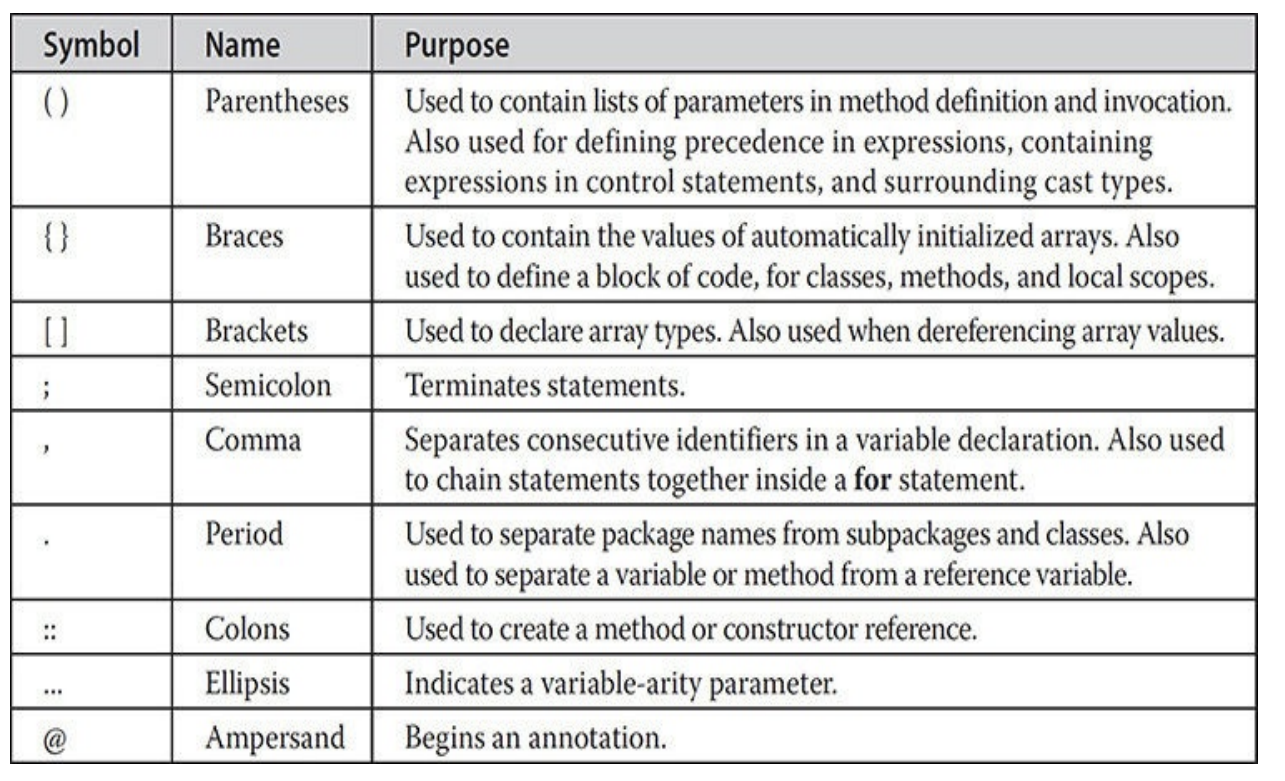 Symbol Name Purpose
( ) Parentheses Used to contain lists of parameters in method definition and invocation.
Also used for defining precedence in expressions, containing
expressions in control statements, and surrounding cast types.
{ } Braces Used to contain the values of automatically initialized arrays. Also
used to define a block of code, for classes, methods, and local scopes.
[ ] Brackets Used to declare array types. Also used when dereferencing array values.
; Semicolon Terminates statements.
, Comma Separates consecutive identifiers in a variable declaration. Also used
to chain statements together inside a for statement.
. Period Used to separate package names from subpackages and classes. Also
used to separate a variable or method from a reference variable.
:: Colons Used to create a method or constructor reference.
... Ellipsis Indicates a variable-arity parameter.
@ Ampersand Begins an annotation.